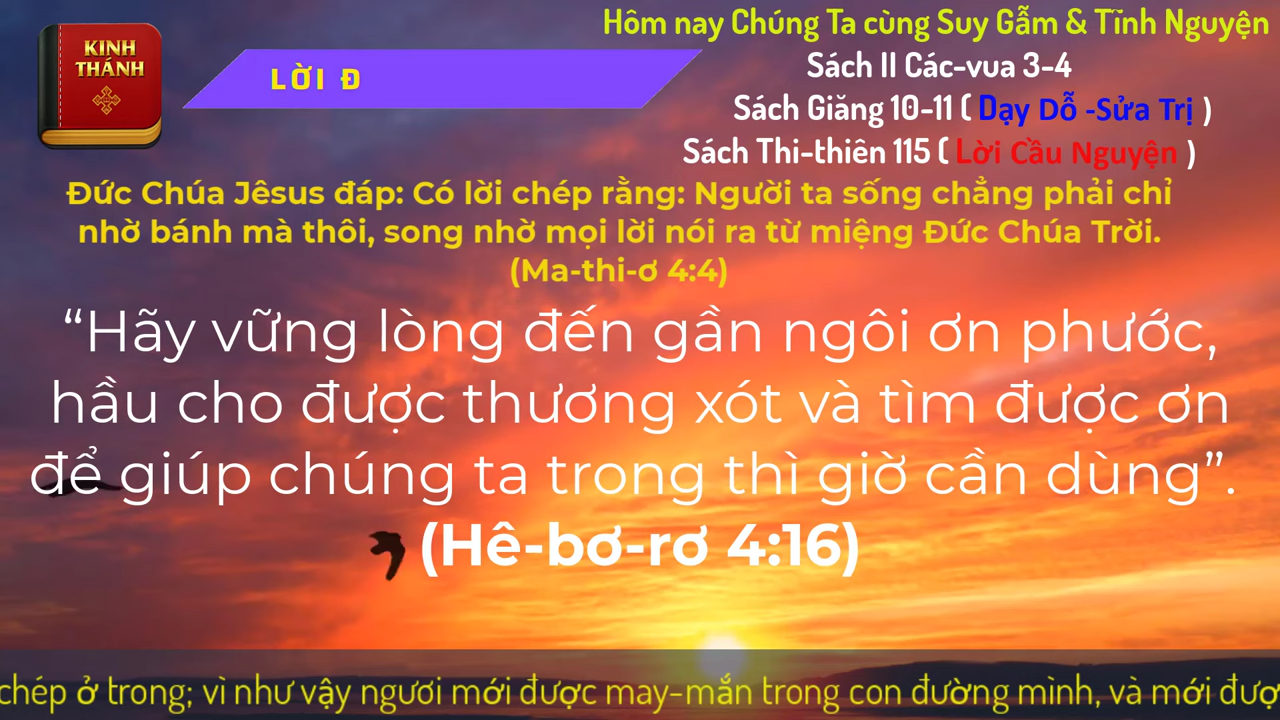 KINH
THÁNH
LỜI Đ
Hôm nay Chúng Ta cùng Suy Gẫm & Tĩnh Nguyện
Sách II Các-vua 3-4
Sách Giăng 10-11 ( Dạy Dỗ -Sửa Trị )
Sách Thi-thiên 115 ( Lời Cầu Nguyện )
Đức Chúa Jêsus đáp: Có lời chép rằng: Người ta sống chẳng phải chỉ
nhờ bánh mà thôi, song nhờ mọi lời nói ra từ miệng Đức Chúa Trời.
(Ma-thi-ơ 4:4)
“Hãy vững lòng đến gần ngôi ơn phước,
hầu cho được thương xót và tìm được ơn
để giúp chúng ta trong thì giờ cần dùng”.
(Hê-bơ-rơ 4:16)
chép ở trong; vì như vậy ngươi mới được may-mắn trong con đường mình, và mới đượ